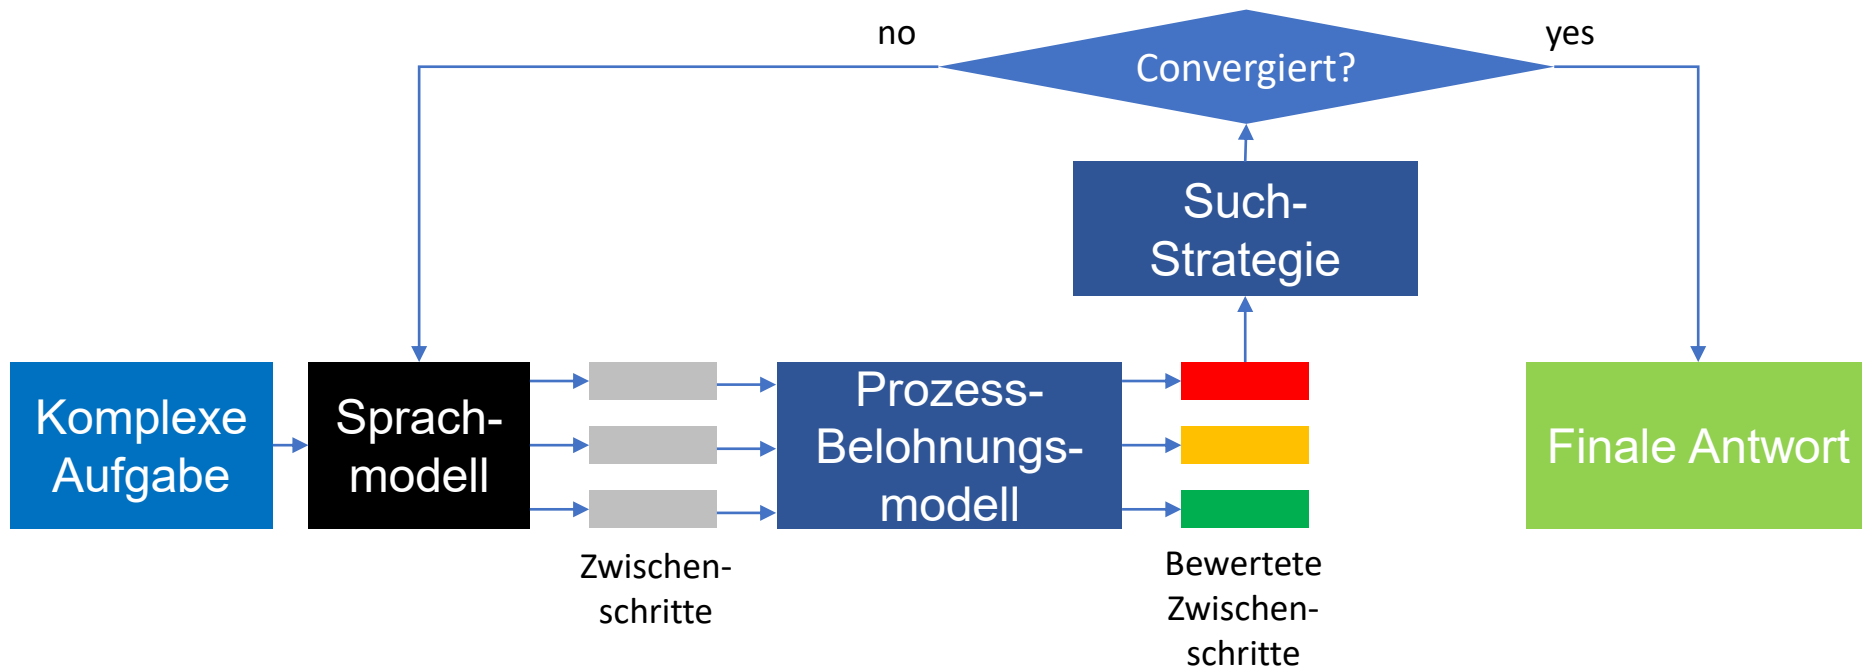 no
Convergiert?
yes
Such-
Strategie
Komplexe
Aufgabe
Sprach-
modell
Prozess-
Belohnungs-
modell
Finale Antwort
Zwischen-
schritte
Bewertete
Zwischen-
schritte